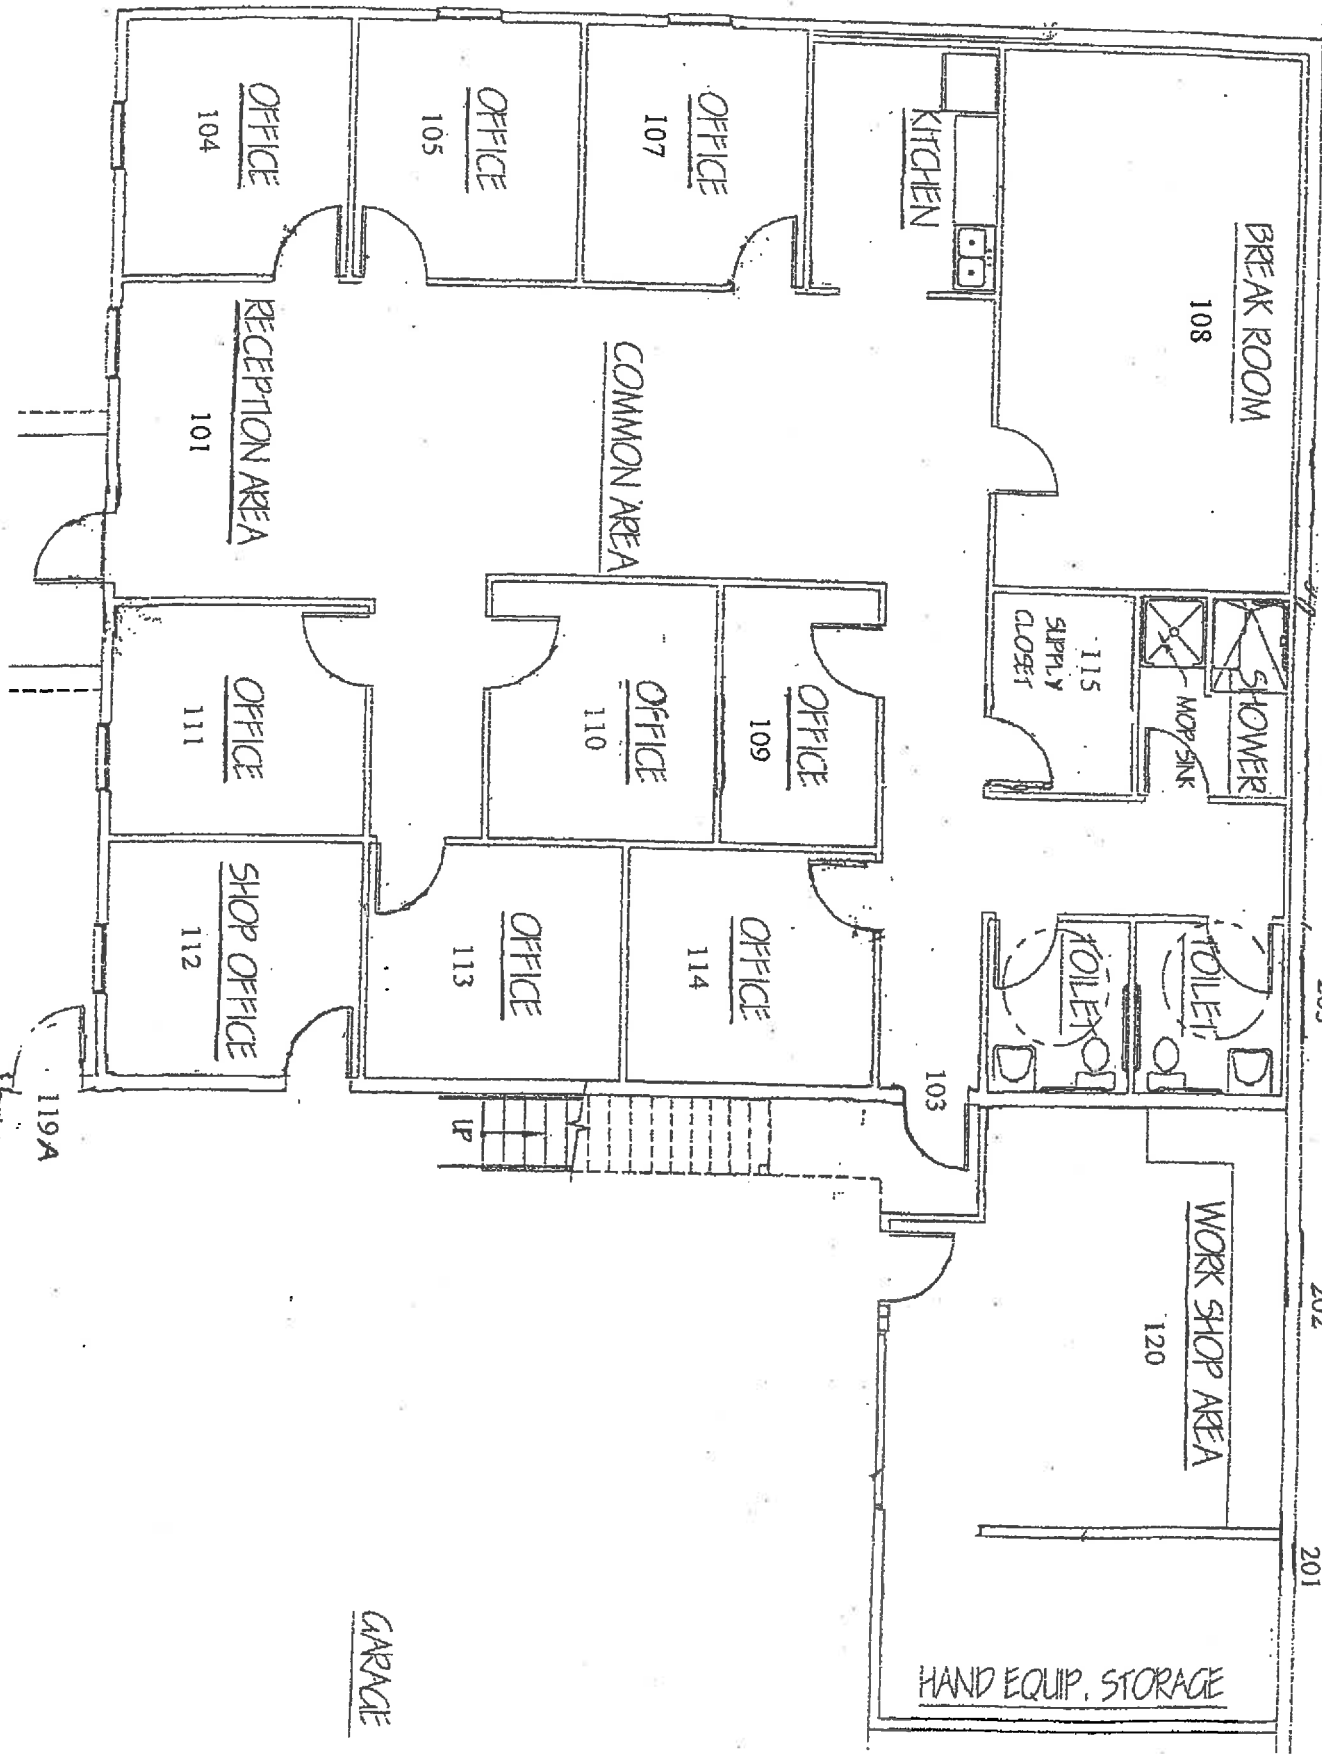 OFFICE
104
OFFICE
105
OFFICE
107
KITCHEN
BREAK ROOM
108
RECEPTION AREA
101
COMMON AREA
115
SUPPLY
CLOSET
MOP SINK
SHOWER
OFFICE
111
OFFICE
110
OFFICE
109
SHOP OFFICE
112
OFFICE
113
OFFICE
114
TOILET
TOILET
103
119A
UP
WORK SHOP AREA
120
202
201
HAND EQUIP. STORAGE
GARAGE